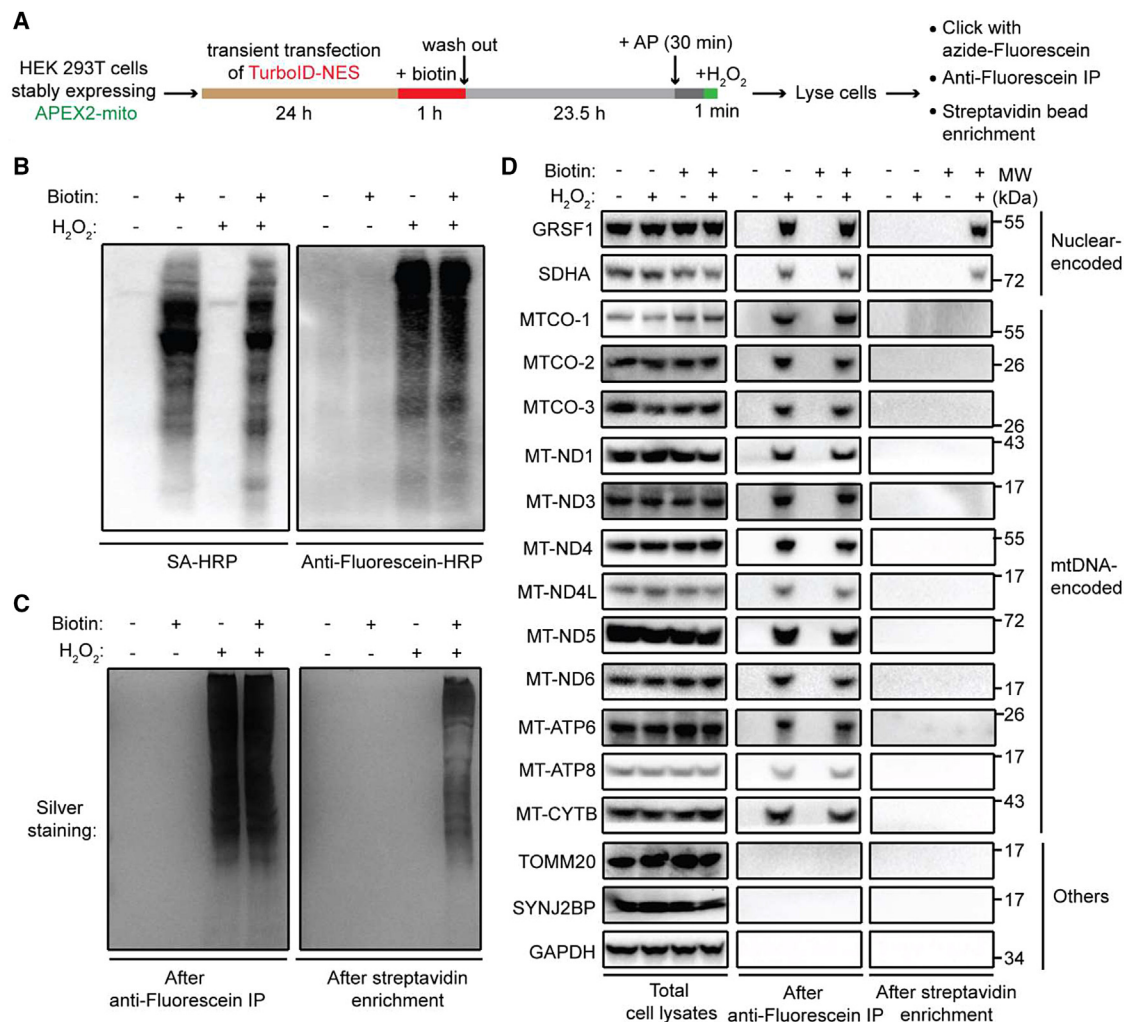 A
HEK 293T cells
stably expressing
APEX2-mito
transient transfection
of TurboID-NES
+ biotin
wash out
+ AP (30 min)
+H₂O₂
24 h
1 h
23.5 h
1 min
Lyse cells
• Click with
azide-Fluorescein
• Anti-Fluorescein IP
• Streptavidin bead
enrichment
B
Biotin: - + - + - + - +
H₂O₂: - - + + - - + +
SA-HRP
Anti-Fluorescein-HRP
C
Biotin: - + - + - + - +
H₂O₂: - - + + - - + +
Silver
staining:
After
anti-Fluorescein IP
After streptavidin
enrichment
D
Biotin: - - + + - - + + - - + + MW
H₂O₂: - + - + - + - + - + - + (kDa)
GRSF1 55
SDHA 72
Nuclear-
encoded
MTCO-1 55
MTCO-2 26
MTCO-3 26
MT-ND1 43
MT-ND3 17
MT-ND4 55
MT-ND4L 17
MT-ND5 72
MT-ND6 17
MT-ATP6 26
MT-ATP8 17
MT-CYTB 43
mtDNA-
encoded
TOMM20 17
SYNJ2BP 17
GAPDH 34
Others
Total
cell lysates
After
anti-Fluorescein IP
After streptavidin
enrichment